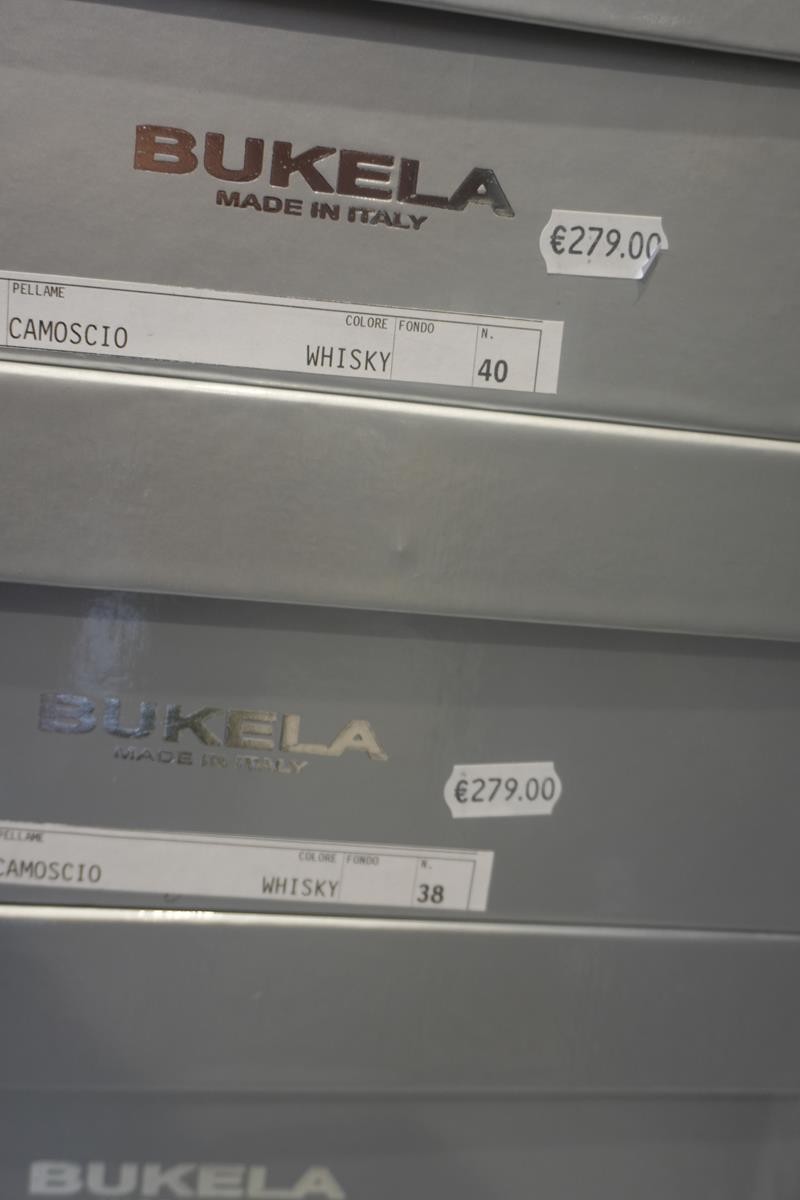 BUKELA
MADE IN ITALY
€279.00
PELLAME COLORE FONDO N.
CAMOSCIO WHISKY 40
BUKELA
MADE IN ITALY
€279.00
PELLAME COLORE FONDO N.
CAMOSCIO WHISKY 38
BUKELA